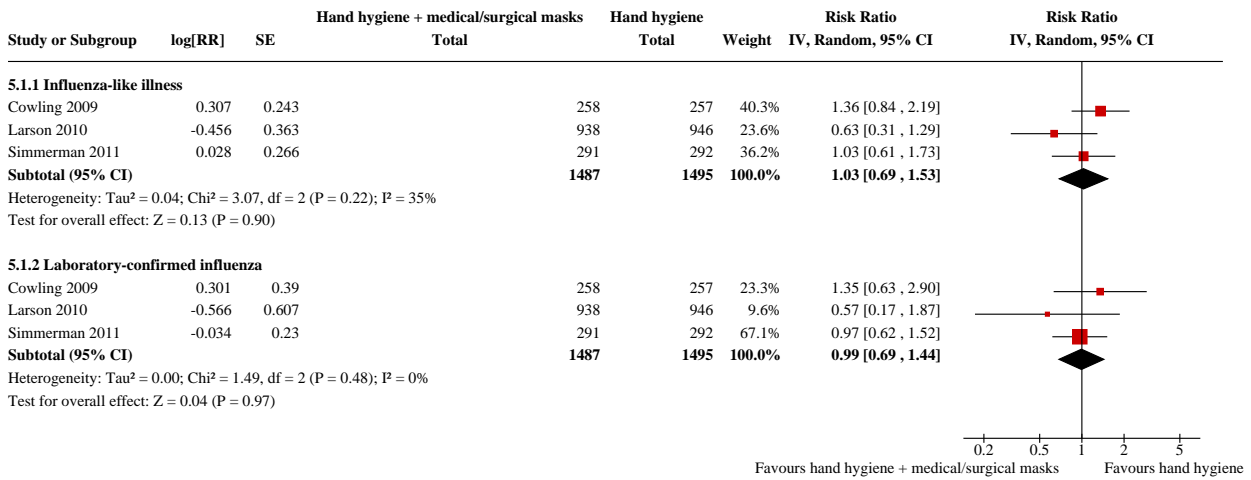 Hand hygiene + medical/surgical masks Hand hygiene Risk Ratio Risk Ratio
Study or Subgroup log[RR] SE Total Total Weight IV, Random, 95% CI IV, Random, 95% CI
5.1.1 Influenza-like illness
Cowling 2009 0.307 0.243 258 257 40.3% 1.36 [0.84 , 2.19]
Larson 2010 -0.456 0.363 938 946 23.6% 0.63 [0.31 , 1.29]
Simmerman 2011 0.028 0.266 291 292 36.2% 1.03 [0.61 , 1.73]
Subtotal (95% CI) 1487 1495 100.0% 1.03 [0.69 , 1.53]
Heterogeneity: Tau² = 0.04; Chi² = 3.07, df = 2 (P = 0.22); I² = 35%
Test for overall effect: Z = 0.13 (P = 0.90)
5.1.2 Laboratory-confirmed influenza
Cowling 2009 0.301 0.39 258 257 23.3% 1.35 [0.63 , 2.90]
Larson 2010 -0.566 0.607 938 946 9.6% 0.57 [0.17 , 1.87]
Simmerman 2011 -0.034 0.23 291 292 67.1% 0.97 [0.62 , 1.52]
Subtotal (95% CI) 1487 1495 100.0% 0.99 [0.69 , 1.44]
Heterogeneity: Tau² = 0.00; Chi² = 1.49, df = 2 (P = 0.48); I² = 0%
Test for overall effect: Z = 0.04 (P = 0.97)
0.2 0.5 1 2 5
Favours hand hygiene + medical/surgical masks Favours hand hygiene